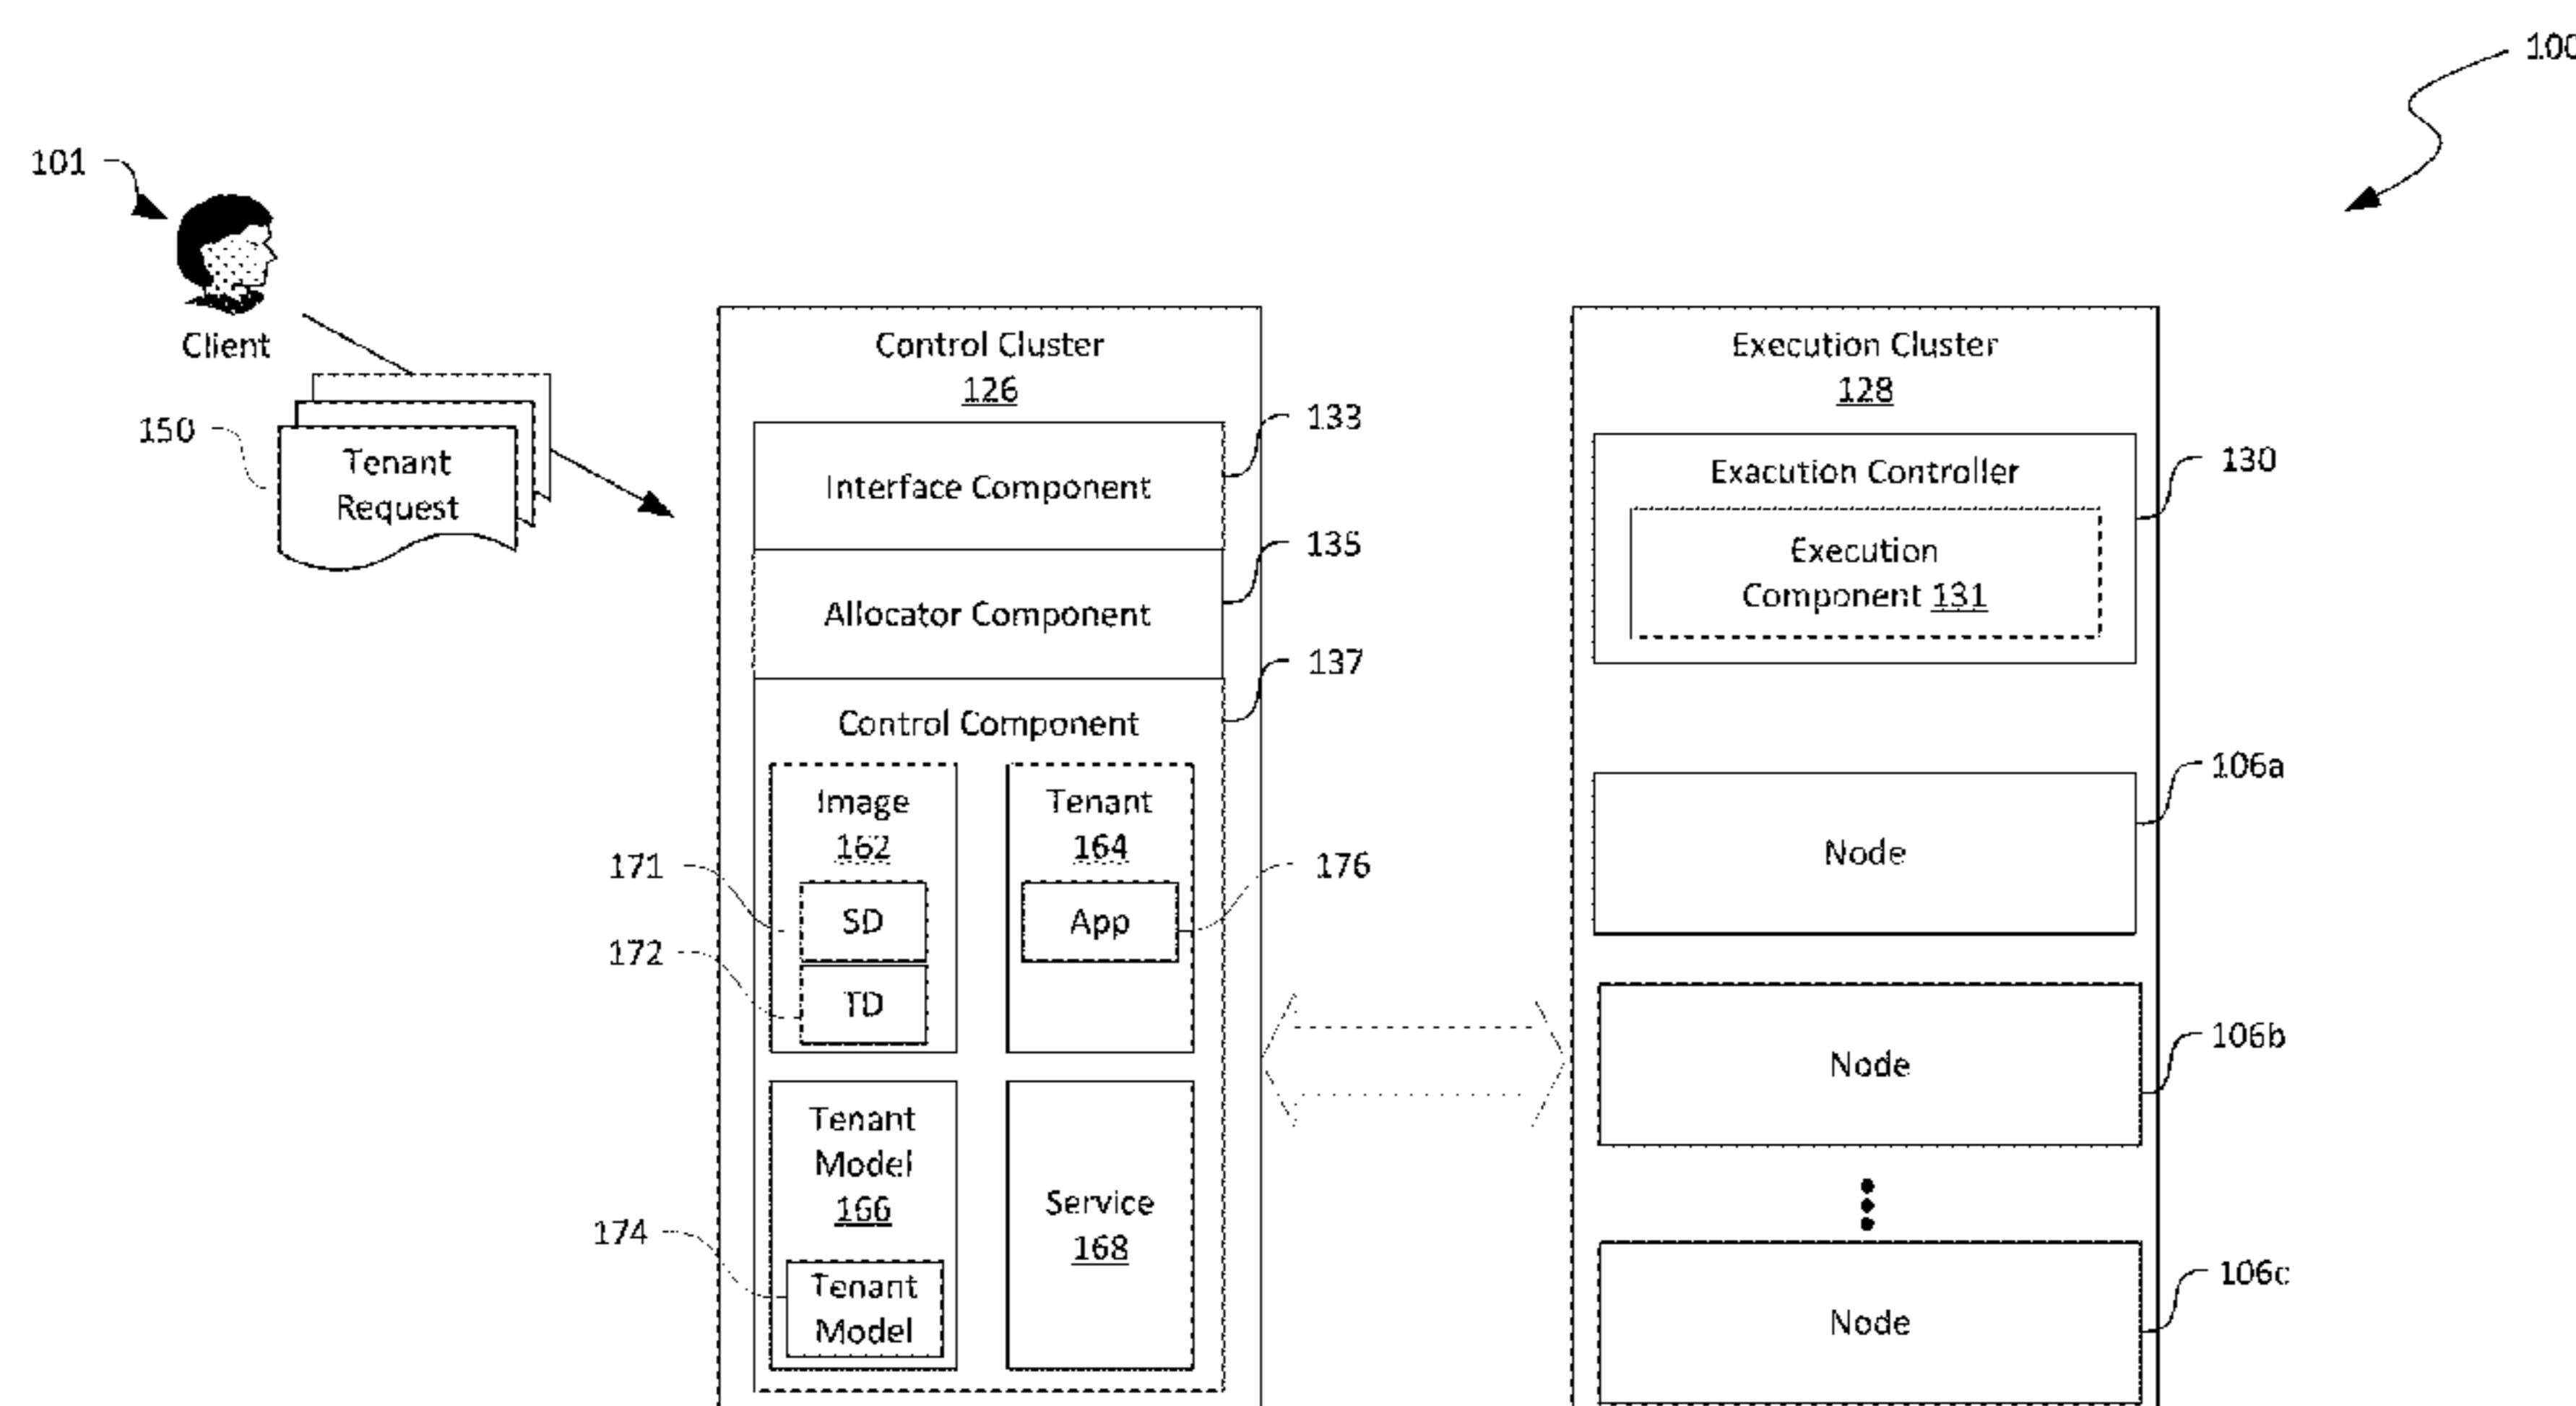 100
101
Client
150
Tenant
Request
Control Cluster
126
133
Interface Component
135
Allocator Component
137
Control Component
Image
162
171
SD
172
TD
Tenant
164
App
176
Tenant
Model
166
174
Tenant
Model
Service
168
Execution Cluster
128
Exacution Controller
130
Execution
Component 131
106a
Node
106b
Node
106c
Node